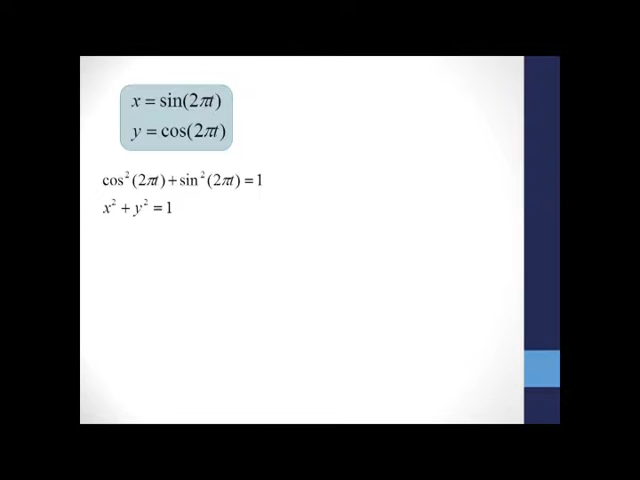 x = sin(2πt)
y = cos(2πt)
cos²(2πt) + sin²(2πt) = 1
x² + y² = 1